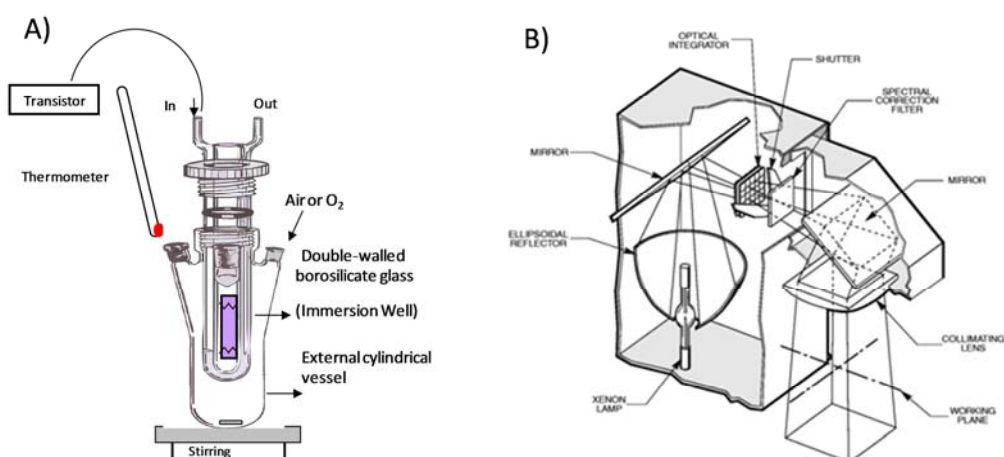 A)
Transistor
In
Out
Thermometer
Air or O₂
Double-walled
borosilicate glass
(Immersion Well)
External cylindrical
vessel
Stirring
B)
OPTICAL
INTEGRATOR
SHUTTER
SPECTRAL
CORRECTION
FILTER
MIRROR
MIRROR
ELLIPSOIDAL
REFLECTOR
COLLIMATING
LENS
XENON
LAMP
WORKING
PLANE